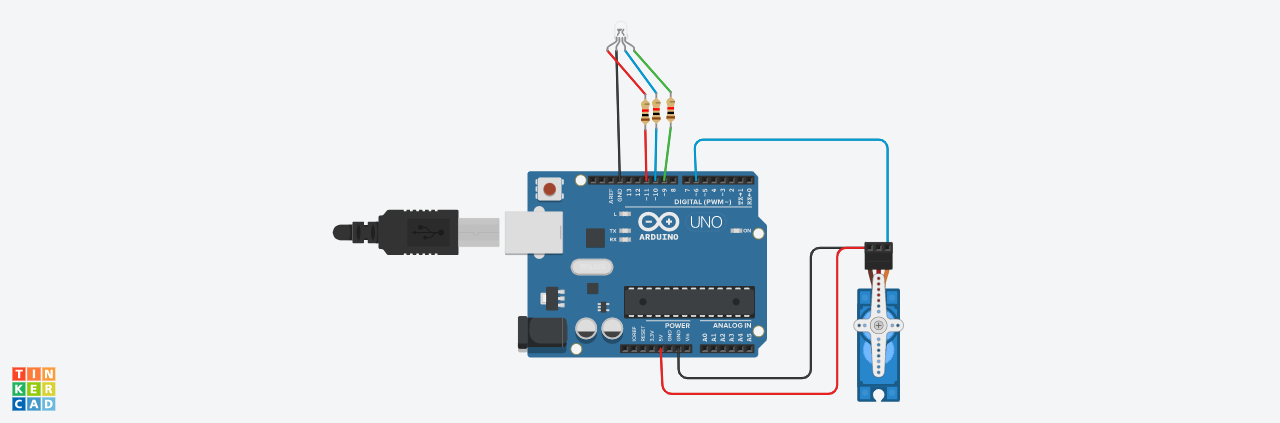 AREF
GND
13
12
~11
~10
~9
8
7
~6
~5
4
~3
2
TX→1
RX←0
DIGITAL (PWM~)
L
TX
RX
UNO
ARDUINO
ON
POWER
ANALOG IN
IOREF
RESET
3.3V
5V
GND
GND
Vin
A0
A1
A2
A3
A4
A5
TIN
KER
CAD